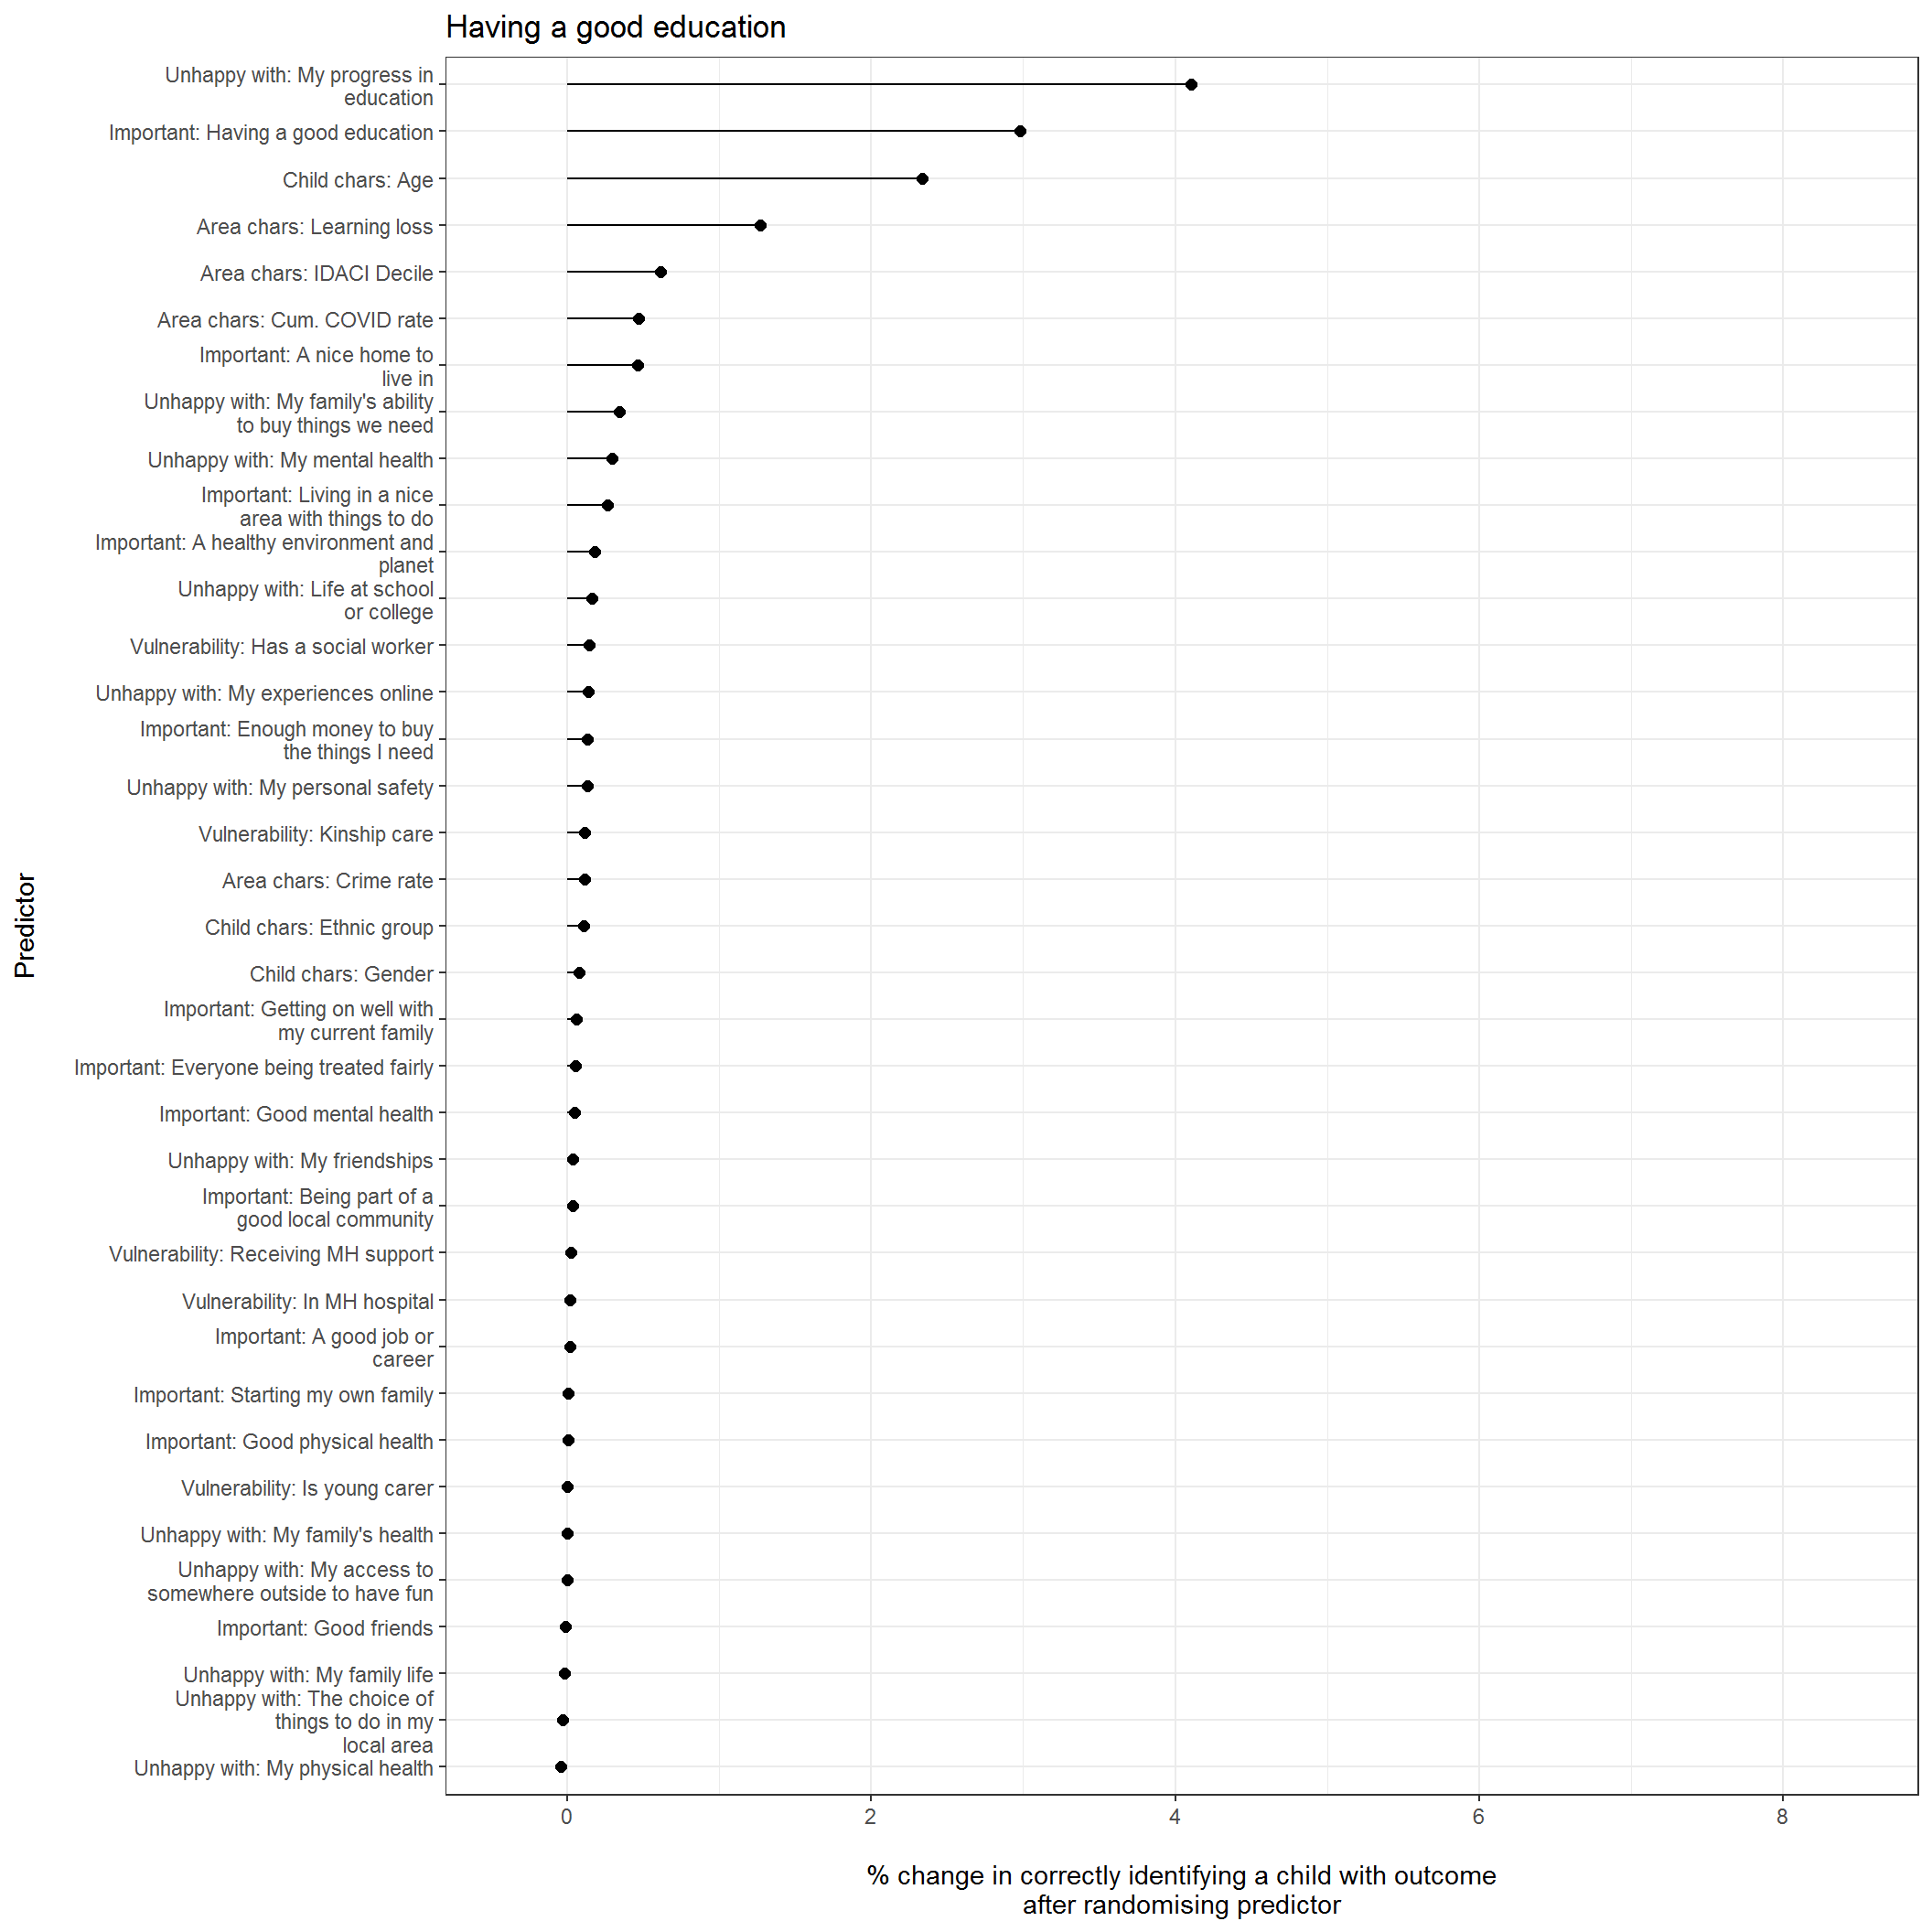 Having a good education
Unhappy with: My progress in
education
Important: Having a good education
Child chars: Age
Area chars: Learning loss
Area chars: IDACI Decile
Area chars: Cum. COVID rate
Important: A nice home to
live in
Unhappy with: My family's ability
to buy things we need
Unhappy with: My mental health
Important: Living in a nice
area with things to do
Important: A healthy environment and
planet
Unhappy with: Life at school
or college
Vulnerability: Has a social worker
Unhappy with: My experiences online
Important: Enough money to buy
the things I need
Unhappy with: My personal safety
Vulnerability: Kinship care
Area chars: Crime rate
Child chars: Ethnic group
Child chars: Gender
Important: Getting on well with
my current family
Important: Everyone being treated fairly
Important: Good mental health
Unhappy with: My friendships
Important: Being part of a
good local community
Vulnerability: Receiving MH support
Vulnerability: In MH hospital
Important: A good job or
career
Important: Starting my own family
Important: Good physical health
Vulnerability: Is young carer
Unhappy with: My family's health
Unhappy with: My access to
somewhere outside to have fun
Important: Good friends
Unhappy with: My family life
Unhappy with: The choice of
things to do in my
local area
Unhappy with: My physical health
Predictor
0 2 4 6 8
% change in correctly identifying a child with outcome
after randomising predictor